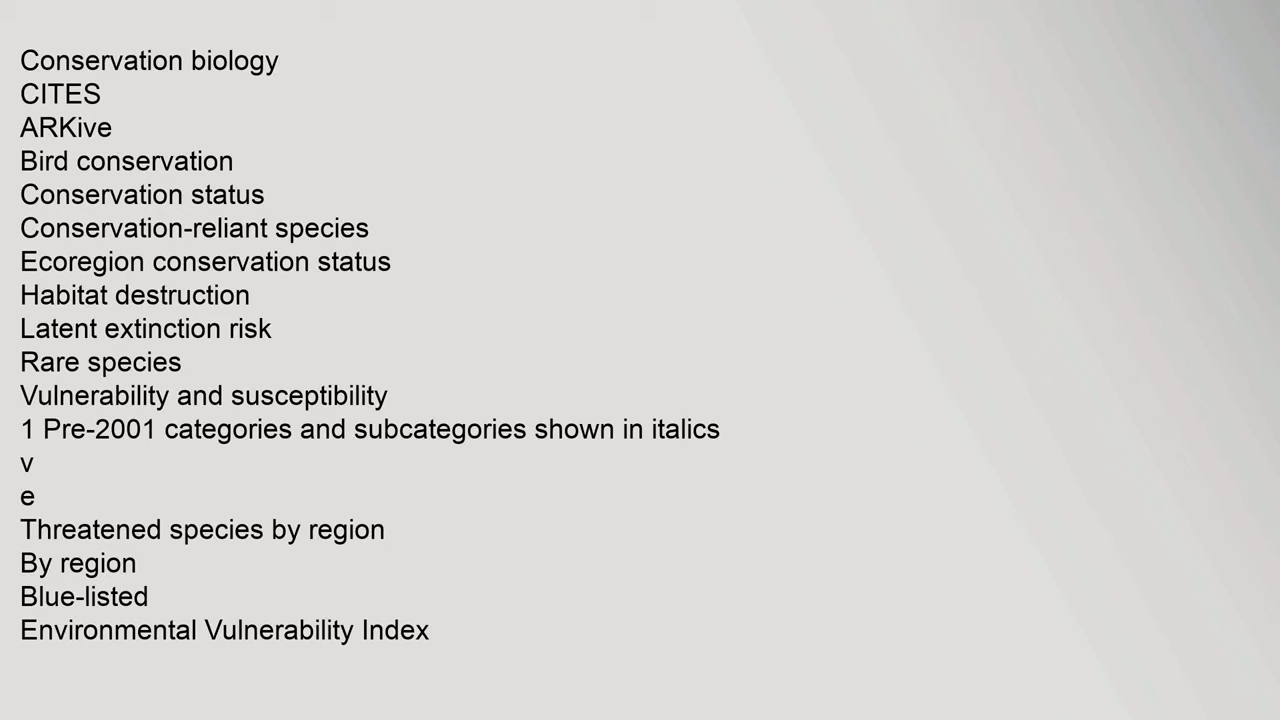 Conservation biology
CITES
ARKive
Bird conservation
Conservation status
Conservation-reliant species
Ecoregion conservation status
Habitat destruction
Latent extinction risk
Rare species
Vulnerability and susceptibility
1 Pre-2001 categories and subcategories shown in italics
v
e
Threatened species by region
By region
Blue-listed
Environmental Vulnerability Index